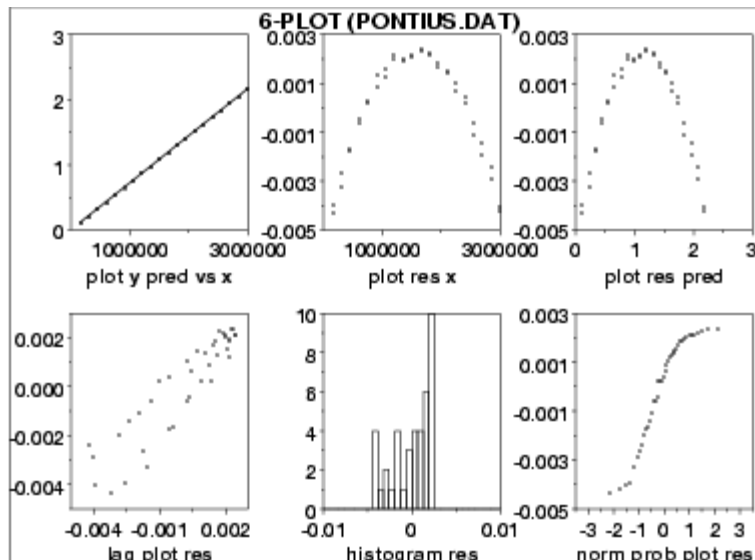 6-PLOT (PONTIUS.DAT)
3
2
1
0
1000000 3000000
plot y pred vs x
0.003
0.001
-0.001
-0.003
-0.005
1000000 3000000
plot res x
0.003
0.001
-0.001
-0.003
-0.005
0 1 2 3
plot res pred
0.002
0.000
-0.002
-0.004
-0.004 -0.001 0.002
lag plot res
10
8
6
4
2
0
-0.01 0 0.01
histogram res
0.003
0.001
-0.001
-0.003
-0.005
-3 -2 -1 0 1 2 3
norm prob plot res